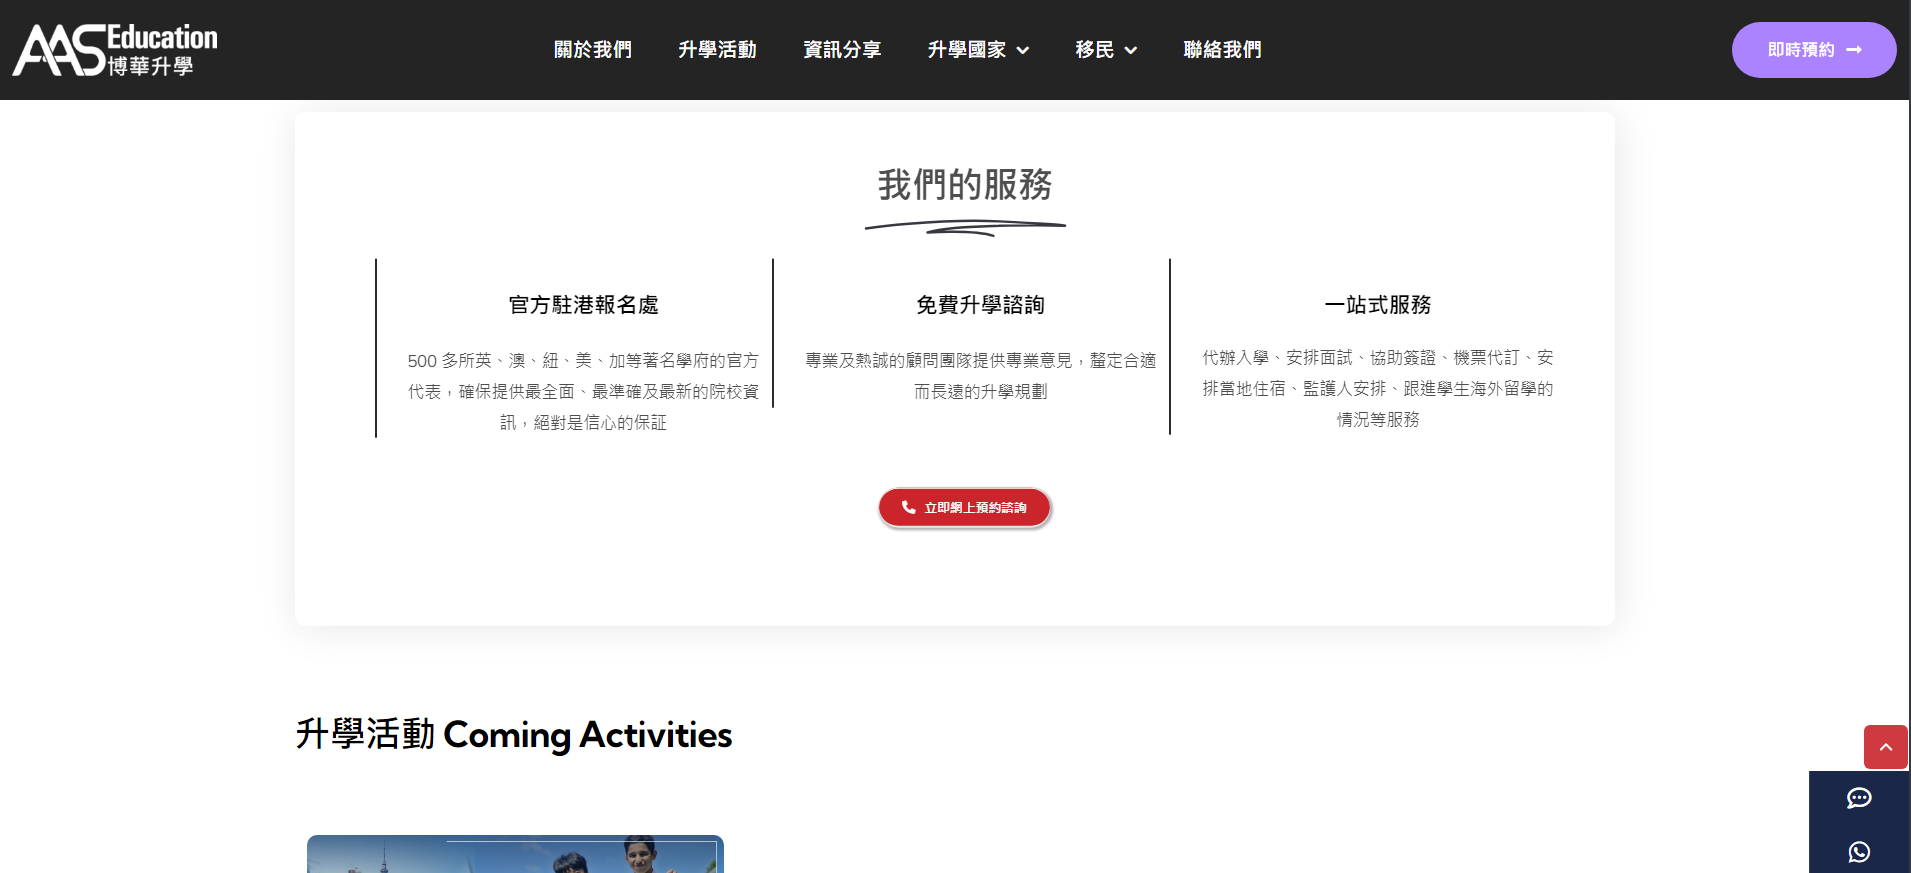 AAS Education
博華升學
關於我們
升學活動
資訊分享
升學國家
移民
聯絡我們
即時預約
我們的服務
官方駐港報名處
500 多所英、澳、紐、美、加等著名學府的官方
代表，確保提供最全面、最準確及最新的院校資
訊，絕對是信心的保証
免費升學諮詢
專業及熱誠的顧問團隊提供專業意見，釐定合適
而長遠的升學規劃
一站式服務
代辦入學、安排面試、協助簽證、機票代訂、安
排當地住宿、監護人安排、跟進學生海外留學的
情況等服務
立即網上預約諮詢
升學活動 Coming Activities